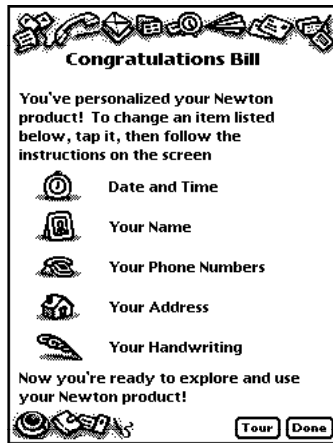 Congratulations Bill
You've personalized your Newton
product! To change an item listed
below, tap it, then follow the
instructions on the screen
Date and Time
Your Name
Your Phone Numbers
Your Address
Your Handwriting
Now you're ready to explore and use
your Newton product!
Tour Done